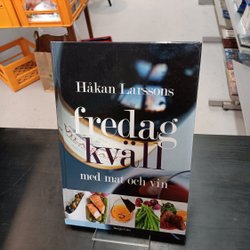 Håkan Larssons
fredag
kväll
med mat och vin